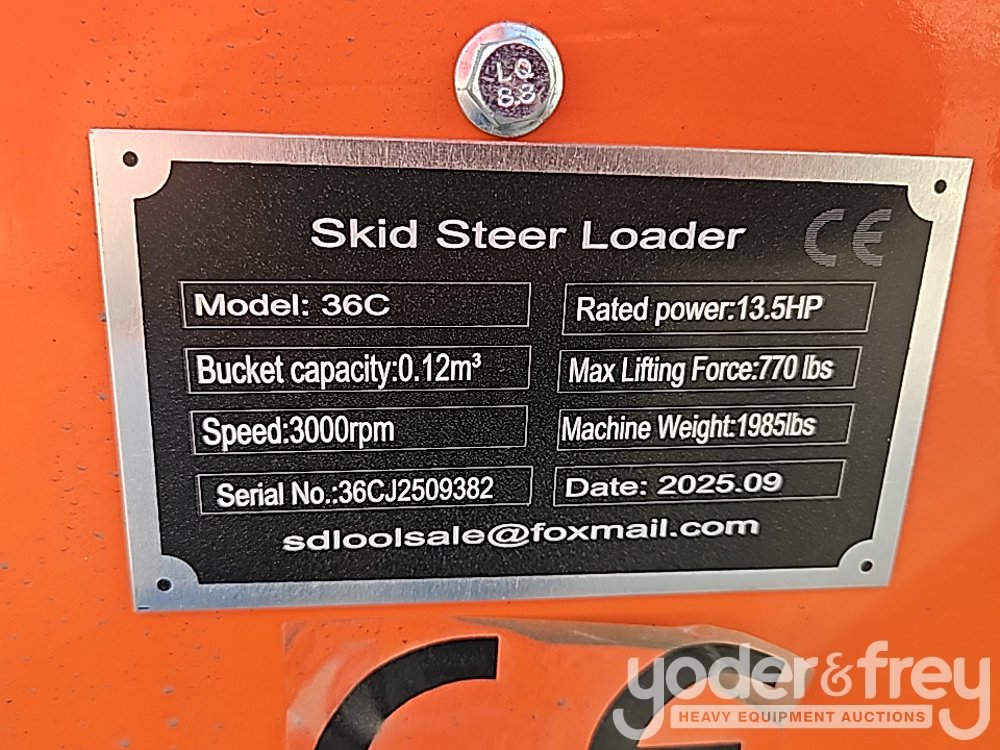 LQ
8.8
Skid Steer Loader CE
Model: 36C
Rated power:13.5HP
Bucket capacity:0.12m³
Max Lifting Force:770 lbs
Speed:3000rpm
Machine Weight:1985lbs
Serial No.:36CJ2509382
Date: 2025.09
sdloolsale@foxmail.com
CE
yoder&frey
HEAVY EQUIPMENT AUCTIONS